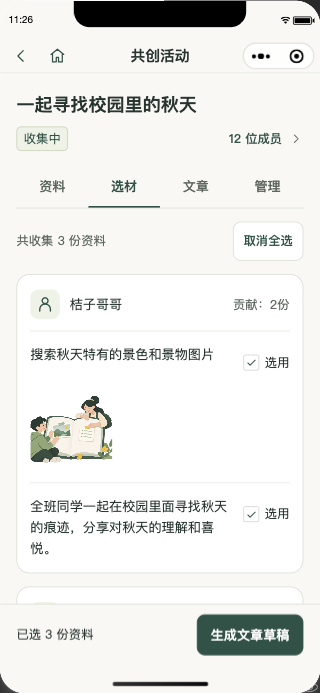 11:26
共创活动
一起寻找校园里的秋天
收集中
12 位成员
资料
选材
文章
管理
共收集 3 份资料
取消全选
桔子哥哥
贡献：2份
搜索秋天特有的景色和景物图片
选用
全班同学一起在校园里面寻找秋天
的痕迹，分享对秋天的理解和喜
悦。
选用
已选 3 份资料
生成文章草稿